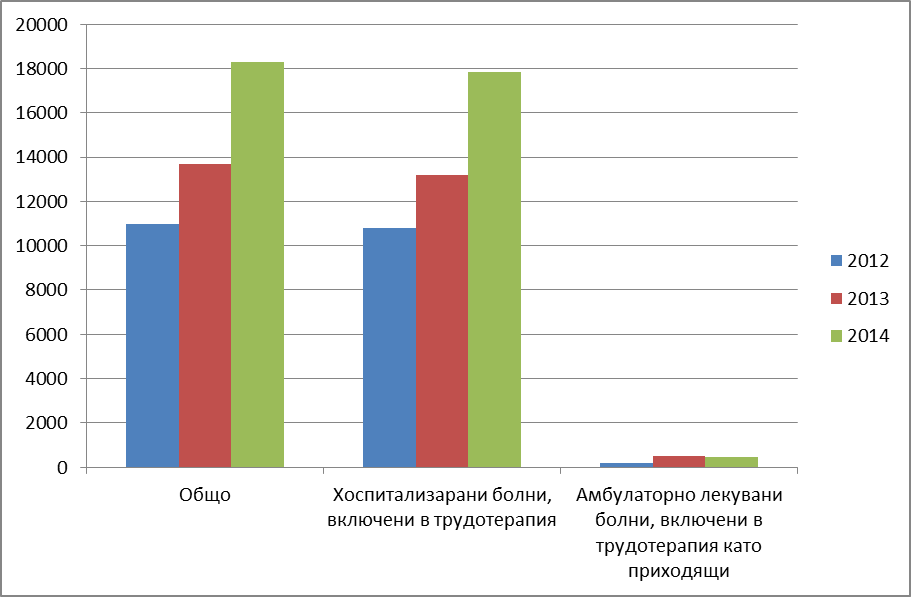 20000
18000
16000
14000
12000
10000
8000
6000
4000
2000
0
Общо
Хоспитализарани болни,
включени в трудотерапия
Амбулаторно лекувани
болни, включени в
трудотерапия като
приходящи
2012
2013
2014